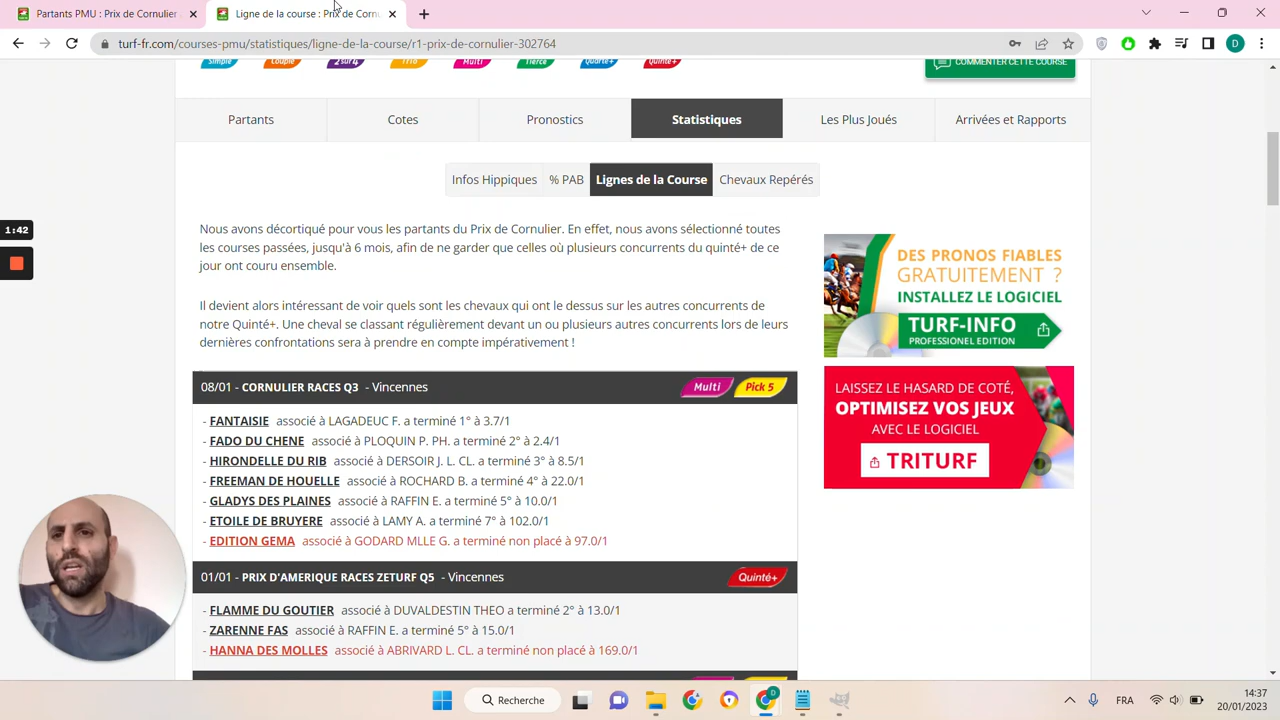 Partants PMU : Prix de Cornulier
Ligne de la course : Prix de Cornu
turf-fr.com/courses-pmu/statistiques/ligne-de-la-course/r1-prix-de-cornulier-302764
D
Simple Couplé 2sur4 Trio Multi Tiercé Quarté+ Quinté+
COMMENTER CETTE COURSE
Partants Cotes Pronostics Statistiques Les Plus Joués Arrivées et Rapports
Infos Hippiques % PAB Lignes de la Course Chevaux Repérés
1:42
Nous avons décortiqué pour vous les partants du Prix de Cornulier. En effet, nous avons sélectionné toutes
les courses passées, jusqu'à 6 mois, afin de ne garder que celles où plusieurs concurrents du quinté+ de ce
jour ont couru ensemble.
Il devient alors intéressant de voir quels sont les chevaux qui ont le dessus sur les autres concurrents de
notre Quinté+. Une cheval se classant régulièrement devant un ou plusieurs autres concurrents lors de leurs
dernières confrontations sera à prendre en compte impérativement !
DES PRONOS FIABLES
GRATUITEMENT ?
INSTALLEZ LE LOGICIEL
TURF-INFO
PROFESIONEL EDITION
LAISSEZ LE HASARD DE COTÉ,
OPTIMISEZ VOS JEUX
AVEC LE LOGICIEL
TRITURF
08/01 - CORNULIER RACES Q3 - Vincennes Multi Pick 5
- FANTAISIE associé à LAGADEUC F. a terminé 1° à 3.7/1
- FADO DU CHENE associé à PLOQUIN P. PH. a terminé 2° à 2.4/1
- HIRONDELLE DU RIB associé à DERSOIR J. L. CL. a terminé 3° à 8.5/1
- FREEMAN DE HOUELLE associé à ROCHARD B. a terminé 4° à 22.0/1
- GLADYS DES PLAINES associé à RAFFIN E. a terminé 5° à 10.0/1
- ETOILE DE BRUYERE associé à LAMY A. a terminé 7° à 102.0/1
- EDITION GEMA associé à GODARD MLLE G. a terminé non placé à 97.0/1
01/01 - PRIX D'AMERIQUE RACES ZETURF Q5 - Vincennes Quinté+
- FLAMME DU GOUTIER associé à DUVALDESTIN THEO a terminé 2° à 13.0/1
- ZARENNE FAS associé à RAFFIN E. a terminé 5° à 15.0/1
- HANNA DES MOLLES associé à ABRIVARD L. CL. a terminé non placé à 169.0/1
Recherche
D
FRA
14:37
20/01/2023